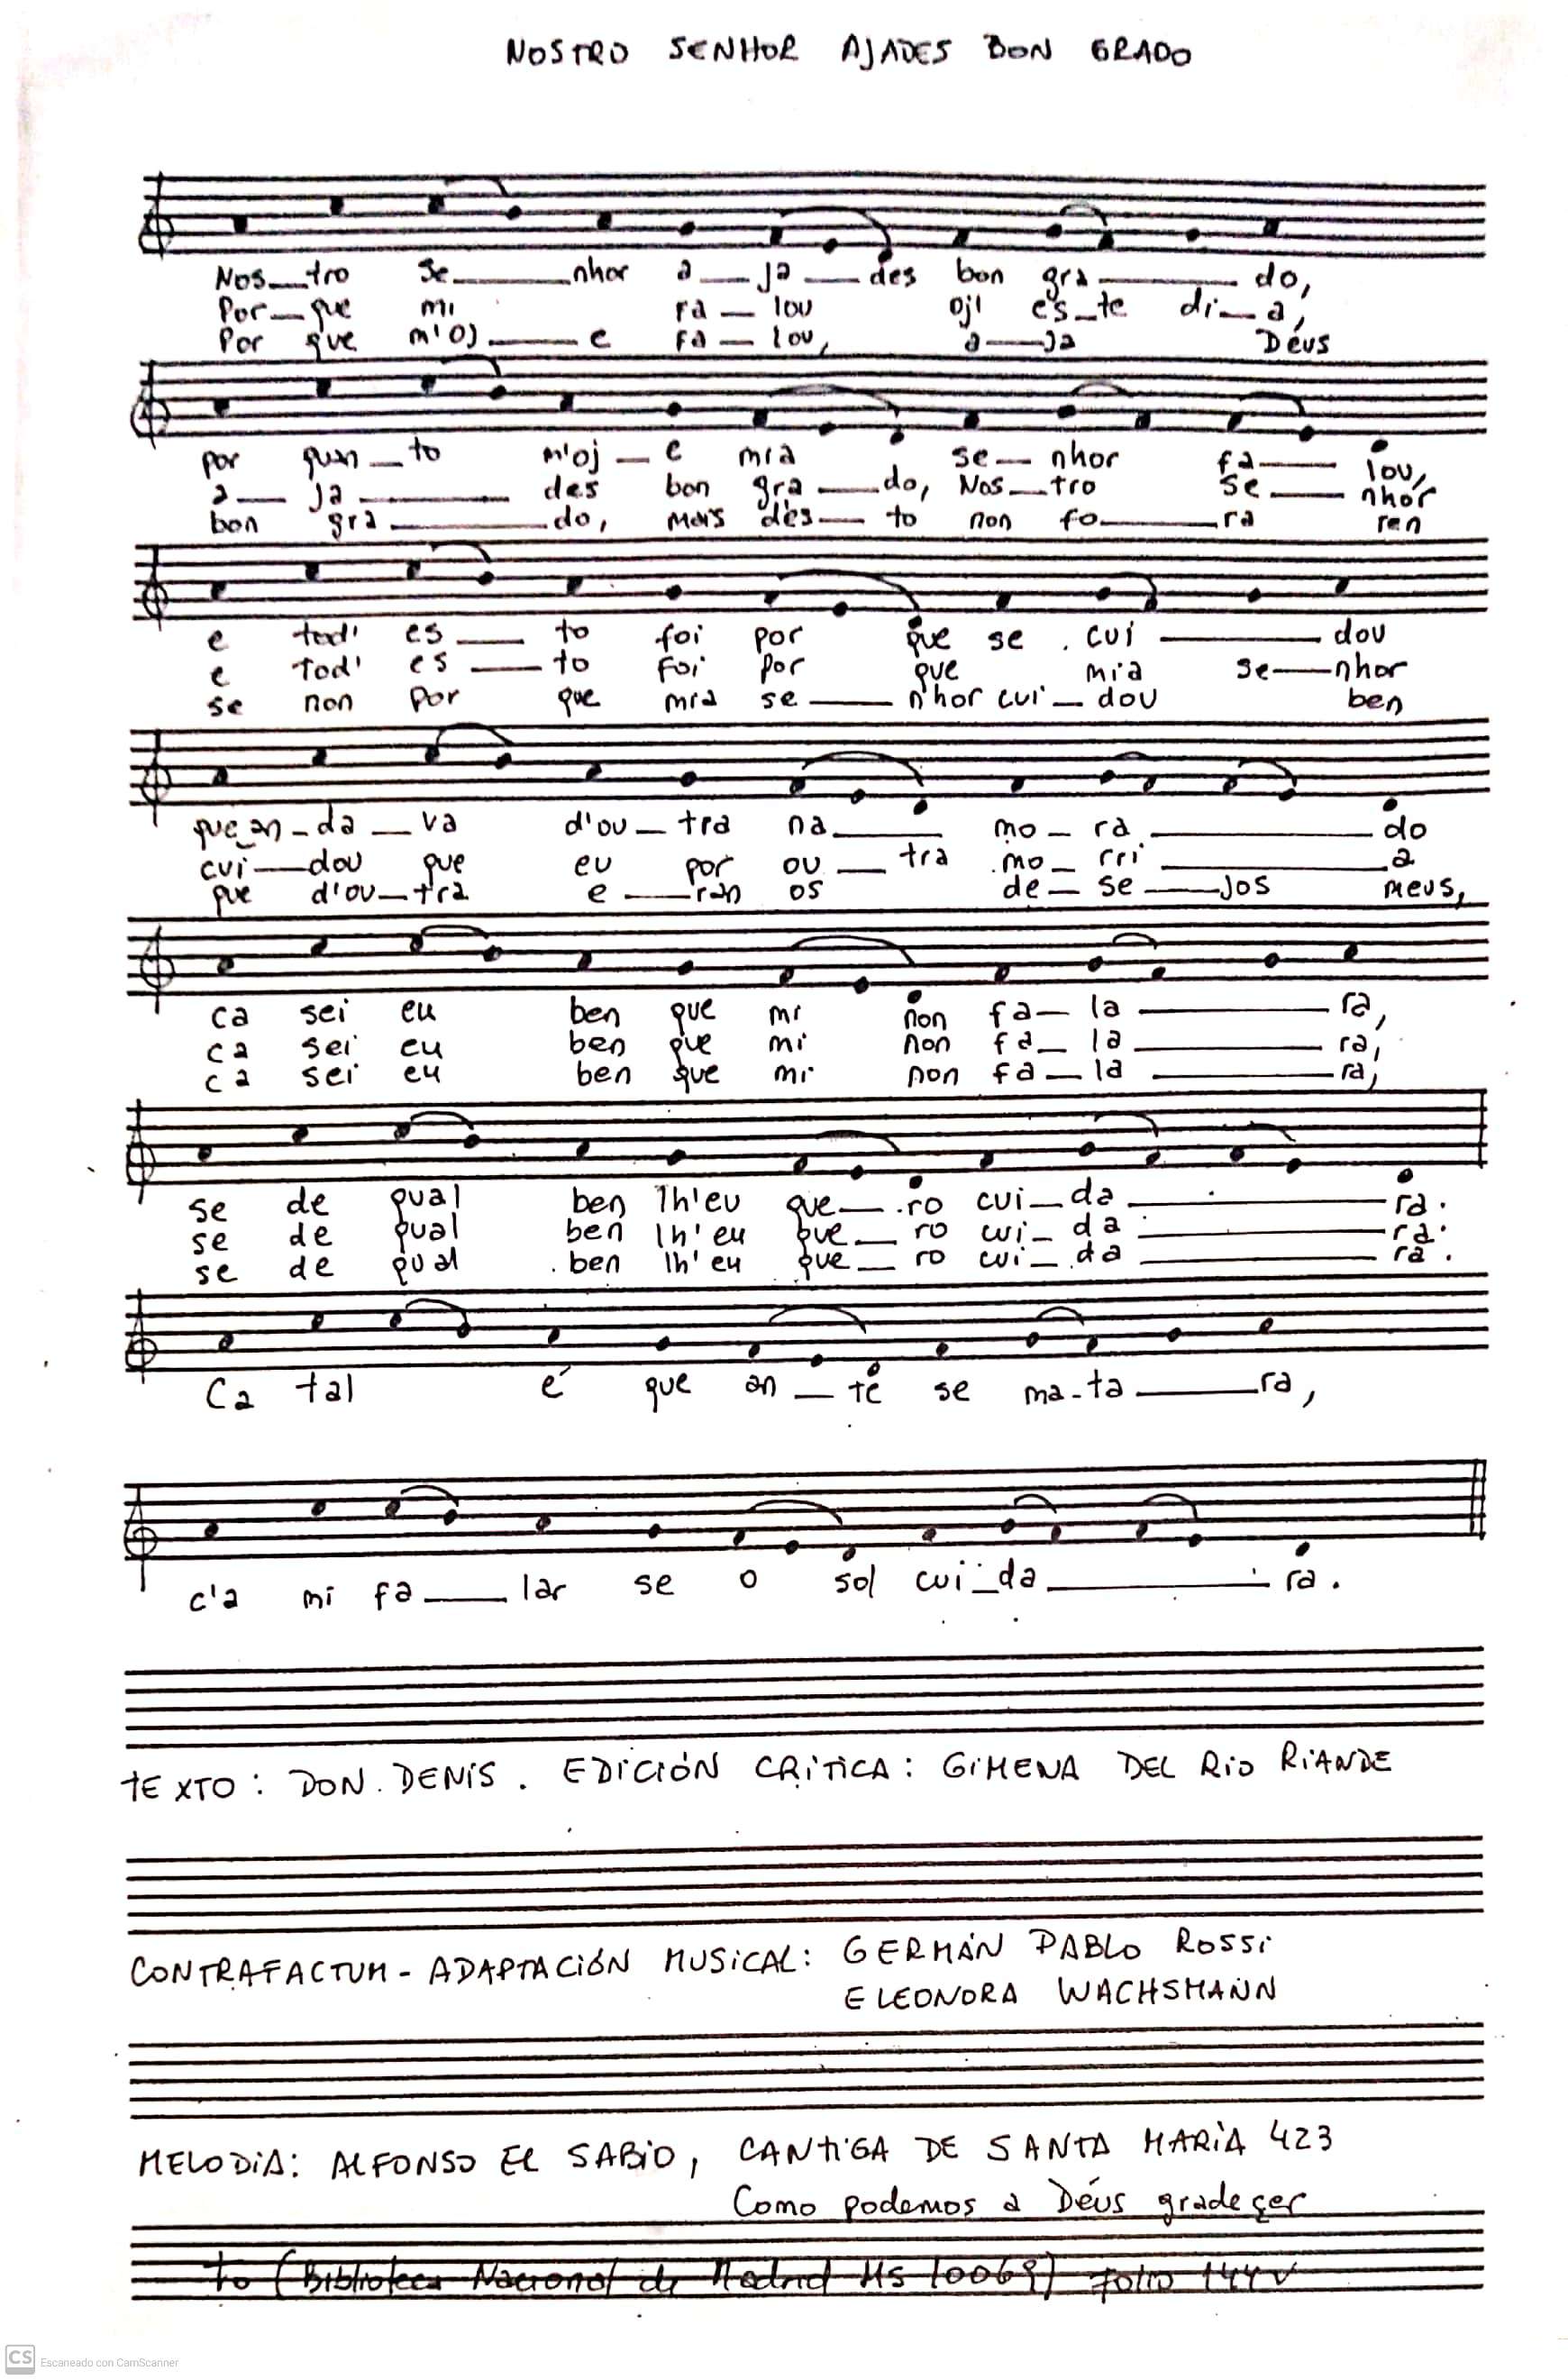 NOSTRO SENHOR AJADES BON GRADO
Nos_tro Se_nhor a_ja_des bon gra_do,
Por_que mi fa_lou oj' es_te di_a,
Por que m'oj_e fa_lou, a_ja Déus
por quan_to m'oj_e mia se_nhor fa_lou,
a_ja_des bon gra_do, Nos_tro se_nhor
bon gra_do, mais des_to non fo_ra ren
e tod' es_to foi por que se cui_dou
e tod' es_to foi por que mia se_nhor
se non por que mia se_nhor cui_dou ben
que an_da_va d'ou_tra na_mo_ra_do
cui_dou que eu por ou_tra mo_rri_a
que d'ou_tra e_ran os de_se_jos meus,
ca sei eu ben que mi non fa_la_ra,
ca sei eu ben que mi non fa_la_ra,
ca sei eu ben que mi non fa_la_ra,
se de qual ben lh'eu que_ro cui_da_ra.
se de qual ben lh'eu que_ro cui_da_ra.
se de qual ben lh'eu que_ro cui_da_ra.
Ca tal é que an_te se ma_ta_ra,
c'a mi fa_lar se o sol cui_da_ra.
TEXTO: DON DENIS. EDICIÓN CRÍTICA: GIMENA DEL RIO RIANDE
CONTRAFACTUM - ADAPTACIÓN MUSICAL: GERMÁN PABLO ROSSI
ELEONORA WACHSMANN
MELODIA: ALFONSO EL SABIO, CANTIGA DE SANTA MARIA 423
Como podemos a Déus gradeçer
To (Biblioteca Nacional de Madrid MS 10069) folio 144v
CS Escaneado con CamScanner